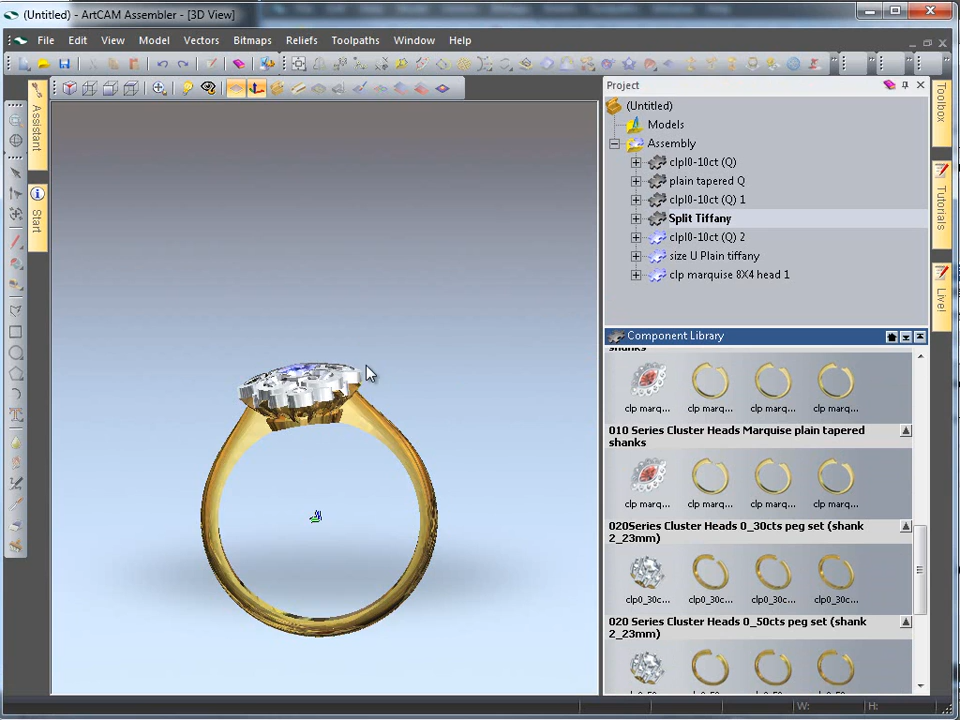 (Untitled) - ArtCAM Assembler - [3D View]
File Edit View Model Vectors Bitmaps Reliefs Toolpaths Window Help
Assistant
Start
Project
(Untitled)
Models
Assembly
clpl0-10ct (Q)
plain tapered Q
clpl0-10ct (Q) 1
Split Tiffany
clpl0-10ct (Q) 2
size U Plain tiffany
clp marquise 8X4 head 1
Toolbox
Tutorials
Live!
Component Library
shanks
clp marq... clp marq... clp marq... clp marq...
010 Series Cluster Heads Marquise plain tapered
shanks
clp marq... clp marq... clp marq... clp marq...
020Series Cluster Heads 0_30cts peg set (shank
2_23mm)
clp0_30c... clp0_30c... clp0_30c... clp0_30c...
020 Series Cluster Heads 0_50cts peg set (shank
2_23mm)
W: H: